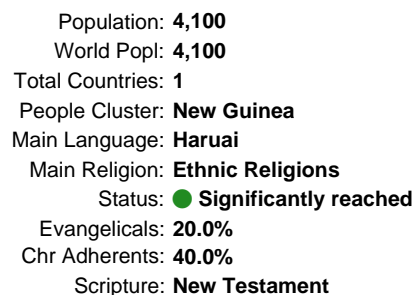 Population: 4,100
World Popl: 4,100
Total Countries: 1
People Cluster: New Guinea
Main Language: Haruai
Main Religion: Ethnic Religions
Status: Significantly reached
Evangelicals: 20.0%
Chr Adherents: 40.0%
Scripture: New Testament